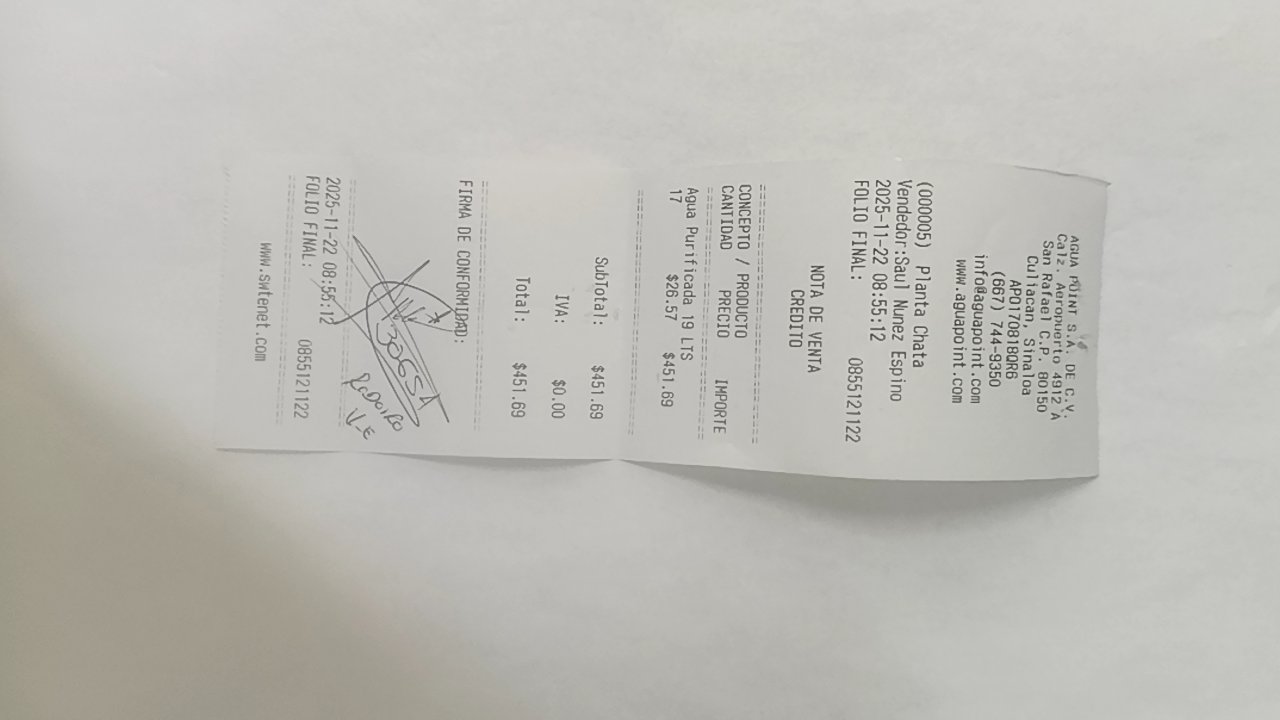 AGUA POINT S.A. DE C.V.
Calz. Aeropuerto 4912 A
San Rafael C.P. 80150
Culiacan, Sinaloa
APO170818QR6
(667) 744-9350
info@aguapoint.com
www.aguapoint.com
(000005) Planta Chata
Vendedor:Saul Nunez Espino
2025-11-22 08:55:12
FOLIO FINAL: 0855121122
NOTA DE VENTA
CREDITO
CONCEPTO / PRODUCTO
CANTIDAD PRECIO IMPORTE
Agua Purificada 19 LTS
17 $26.57 $451.69
SubTotal: $451.69
IVA: $0.00
Total: $451.69
FIRMA DE CONFORMIDAD:
2025-11-22 08:55:12
FOLIO FINAL: 0855121122
www.swtenet.com